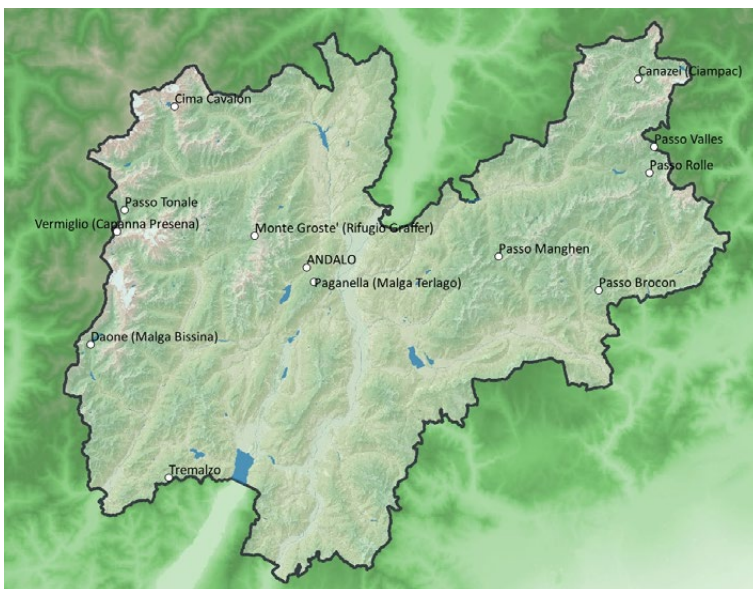 Canazei (Ciampac)
Cima Cavaion
Passo Valles
Passo Rolle
Passo Tonale
Vermiglio (Capanna Presena)
Monte Groste' (Rifugio Graffer)
Passo Manghen
ANDALO
Paganella (Malga Terlago)
Passo Brocon
Daone (Malga Bissina)
Tremalzo